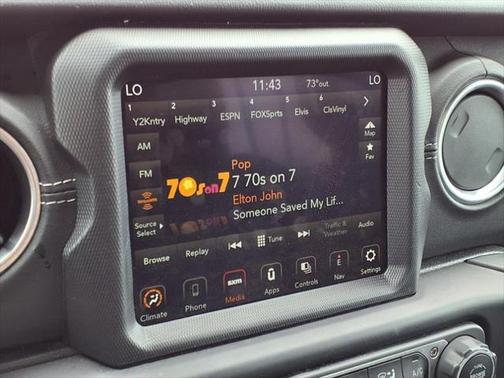 LO 11:43 73°out LO
1 2 3 4 5 6
Y2Kntry Highway ESPN FOXSprts Elvis ClsVinyl
AM
Map
FM
Fav
siriusxm
Pop
70s on 7
7 70s on 7
Elton John
Someone Saved My Lif...
Source
Select
Browse Replay Tune Traffic & Weather Audio
SXM E
Climate Phone Media Apps Controls Nav Settings
A/C